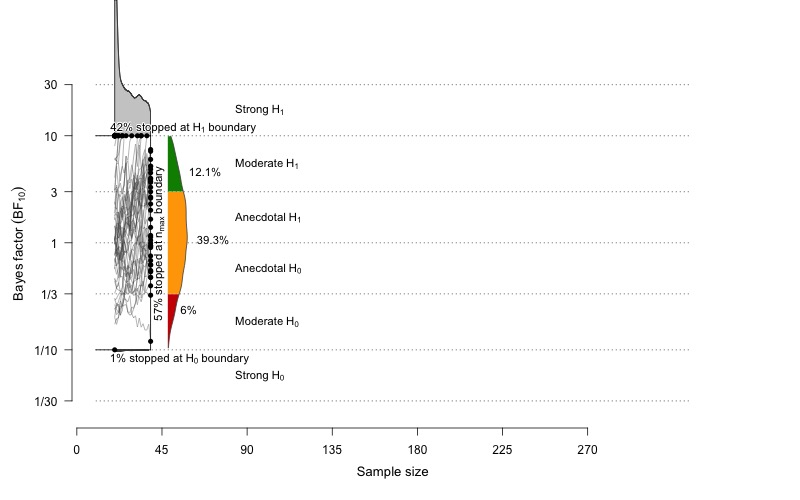 30
Strong H1
42% stopped at H1 boundary
10
Moderate H1
12.1%
3
Anecdotal H1
39.3%
1
Anecdotal H0
1/3
6%
Moderate H0
1/10
1% stopped at H0 boundary
Strong H0
1/30
57% stopped at nmax boundary
Bayes factor (BF10)
0 45 90 135 180 225 270
Sample size